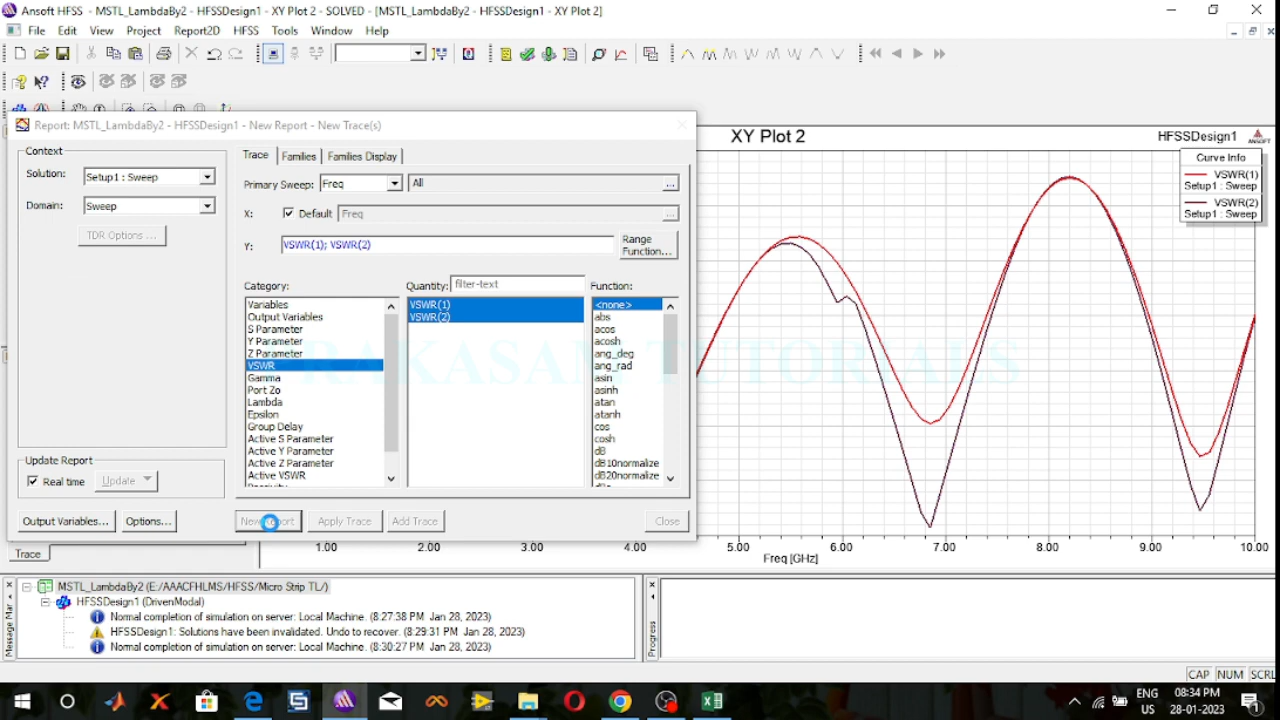 Ansoft HFSS - MSTL_LambdaBy2 - HFSSDesign1 - XY Plot 2 - SOLVED - [MSTL_LambdaBy2 - HFSSDesign1 - XY Plot 2]
File Edit View Project Report2D HFSS Tools Window Help
Report: MSTL_LambdaBy2 - HFSSDesign1 - New Report - New Trace(s)
Context
Solution: Setup1 : Sweep
Domain: Sweep
TDR Options ...
Update Report
Real time Update
Output Variables... Options...
Trace Families Families Display
Primary Sweep: Freq All ...
X: Default Freq ...
Y: VSWR(1); VSWR(2) Range Function...
Category:
Variables
Output Variables
S Parameter
Y Parameter
Z Parameter
VSWR
Gamma
Port Zo
Lambda
Epsilon
Group Delay
Active S Parameter
Active Y Parameter
Active Z Parameter
Active VSWR
Quantity: filter-text
VSWR(1)
VSWR(2)
Function:
<none>
abs
acos
acosh
ang_deg
ang_rad
asin
asinh
atan
atanh
cos
cosh
dB
dB10normalize
dB20normalize
New Report Apply Trace Add Trace Close
XY Plot 2
HFSSDesign1
ANSOFT
Curve Info
VSWR(1)
Setup1 : Sweep
VSWR(2)
Setup1 : Sweep
RAKASAM TUTORIALS
1.00 2.00 3.00 4.00 5.00 6.00 7.00 8.00 9.00 10.00
Freq [GHz]
Trace
Message Mar
MSTL_LambdaBy2 (E:/AAACFHLMS/HFSS/Micro Strip TL/)
HFSSDesign1 (DrivenModal)
Normal completion of simulation on server: Local Machine. (8:27:38 PM Jan 28, 2023)
HFSSDesign1: Solutions have been invalidated. Undo to recover. (8:29:31 PM Jan 28, 2023)
Normal completion of simulation on server: Local Machine. (8:30:27 PM Jan 28, 2023)
Progress
CAP NUM SCRL
ENG 08:34 PM
US 28-01-2023
1